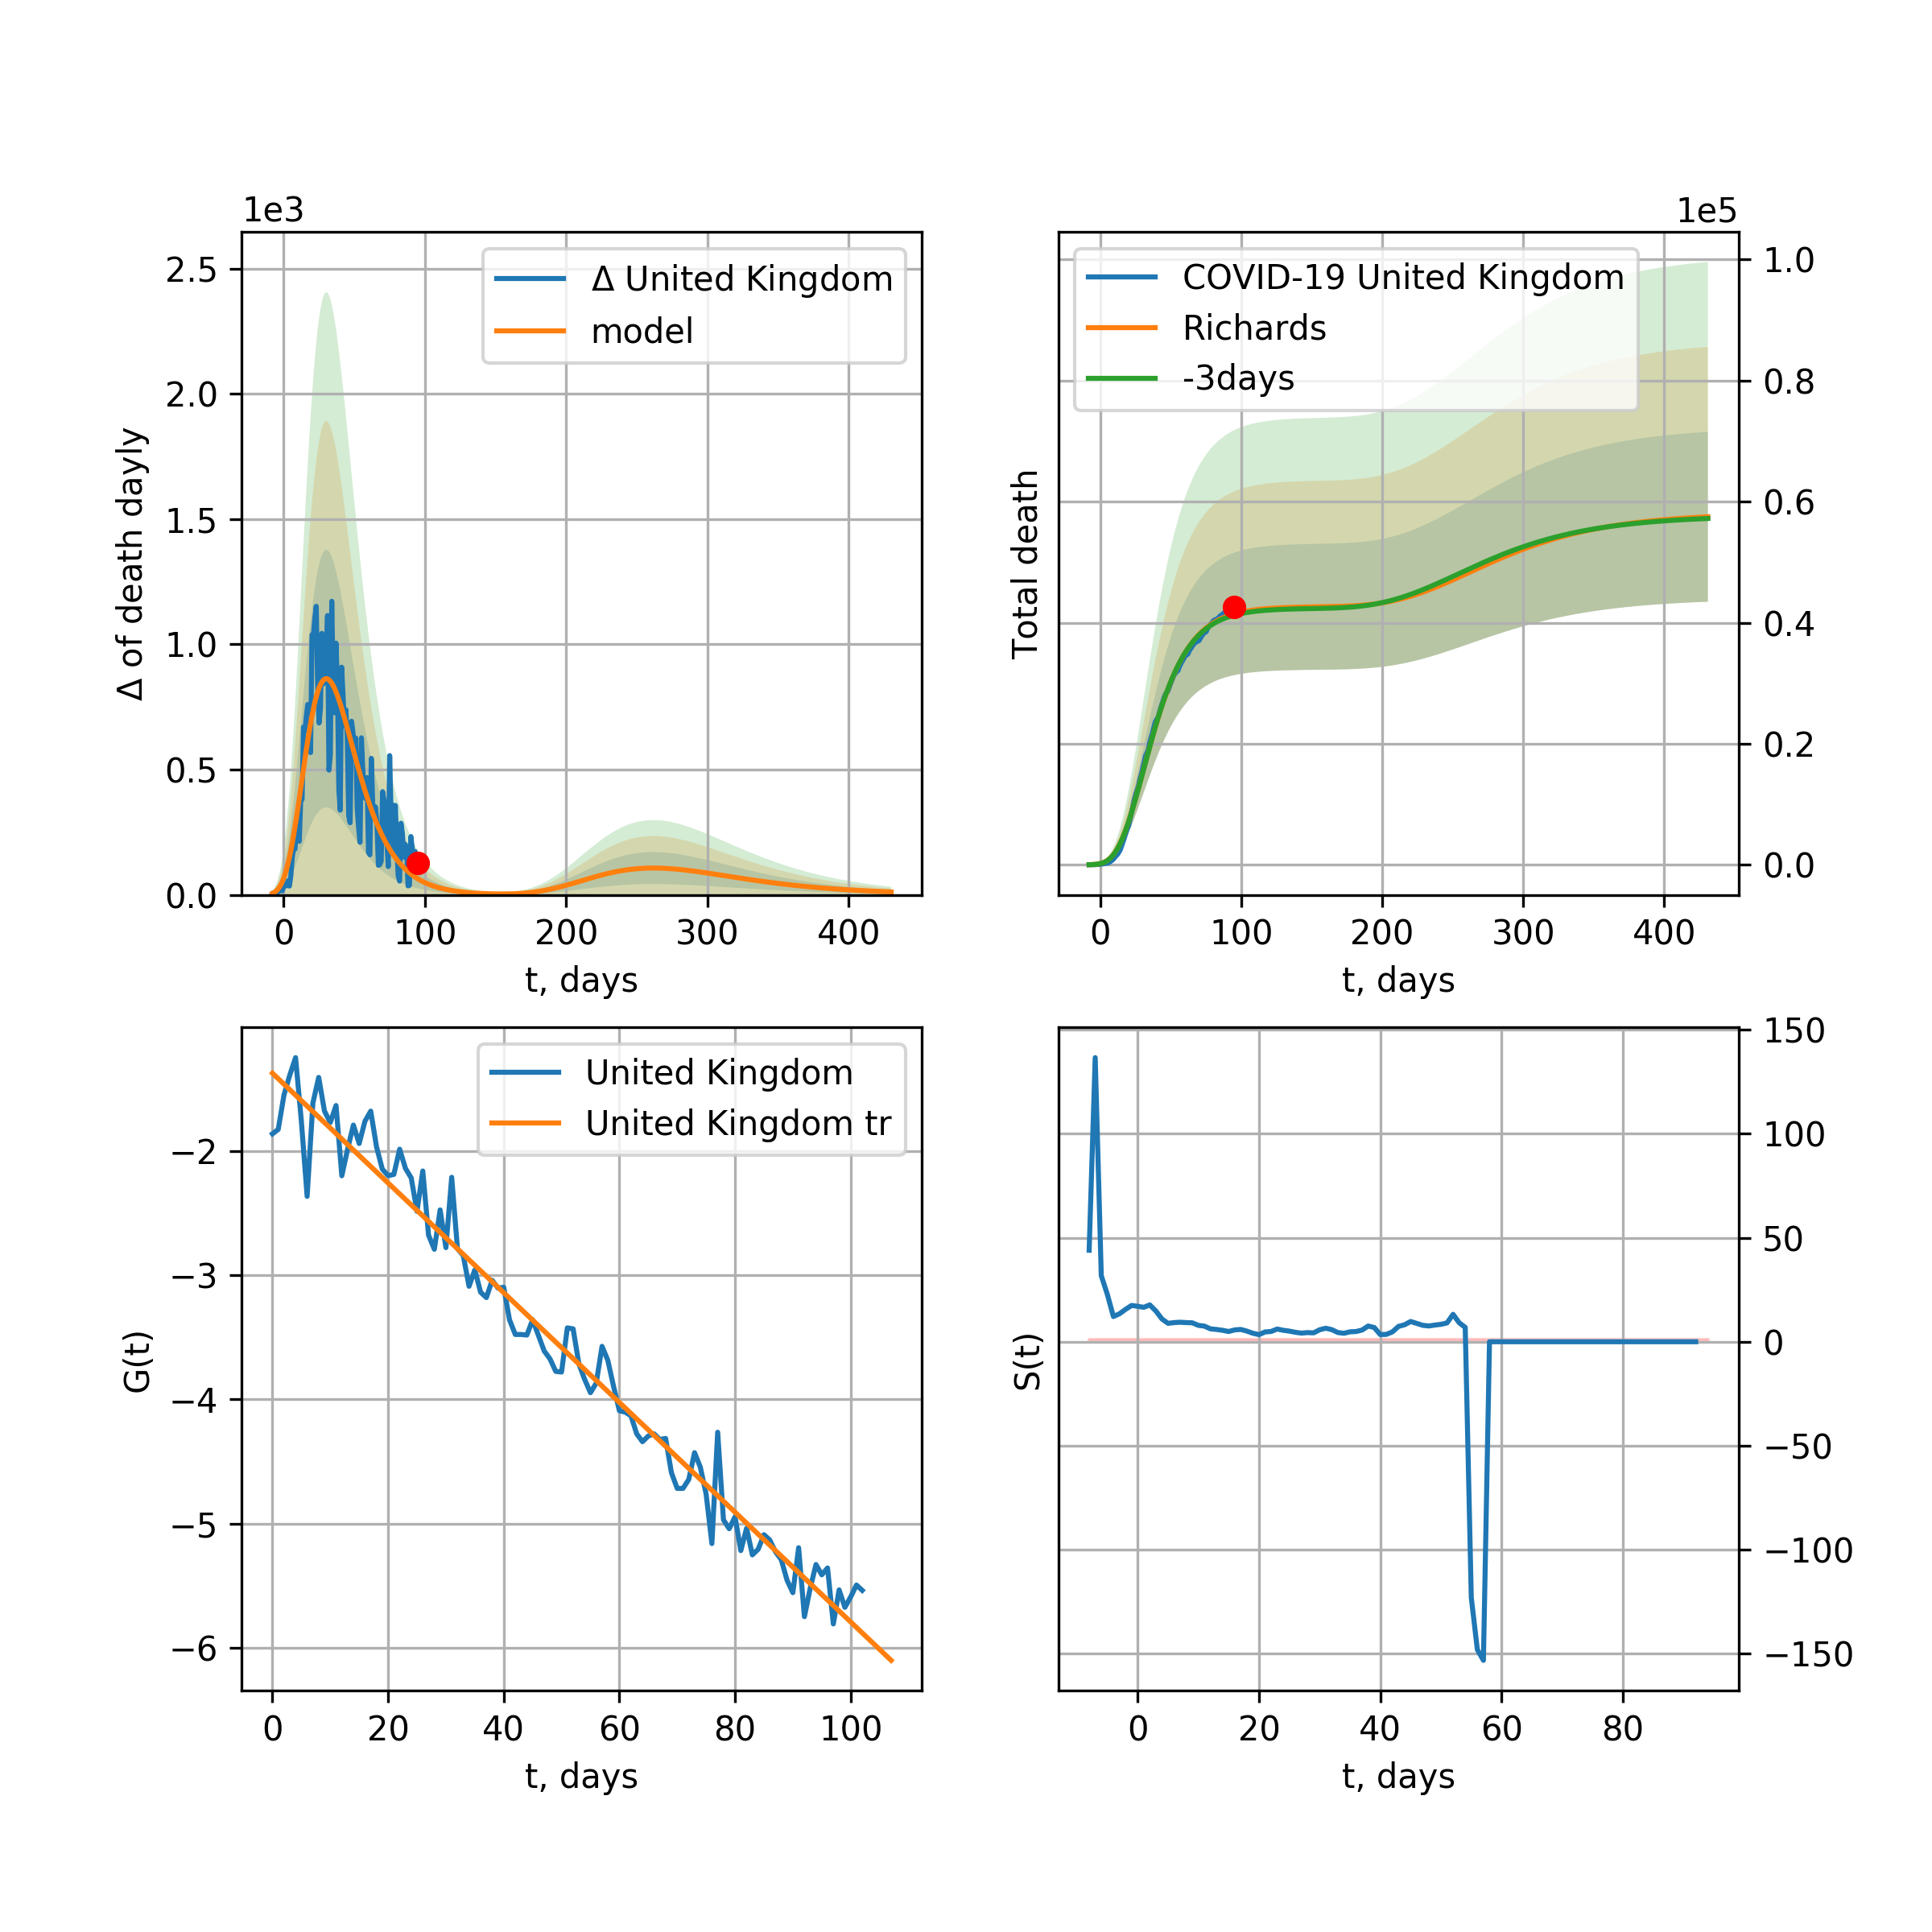 1e3
2.5
2.0
1.5
1.0
0.5
0.0
Δ of death dayly
Δ United Kingdom
model
0 100 200 300 400
t, days
1e5
COVID-19 United Kingdom
Richards
-3days
Total death
1.0
0.8
0.6
0.4
0.2
0.0
0 100 200 300 400
t, days
United Kingdom
United Kingdom tr
G(t)
−2
−3
−4
−5
−6
0 20 40 60 80 100
t, days
S(t)
150
100
50
0
−50
−100
−150
0 20 40 60 80
t, days